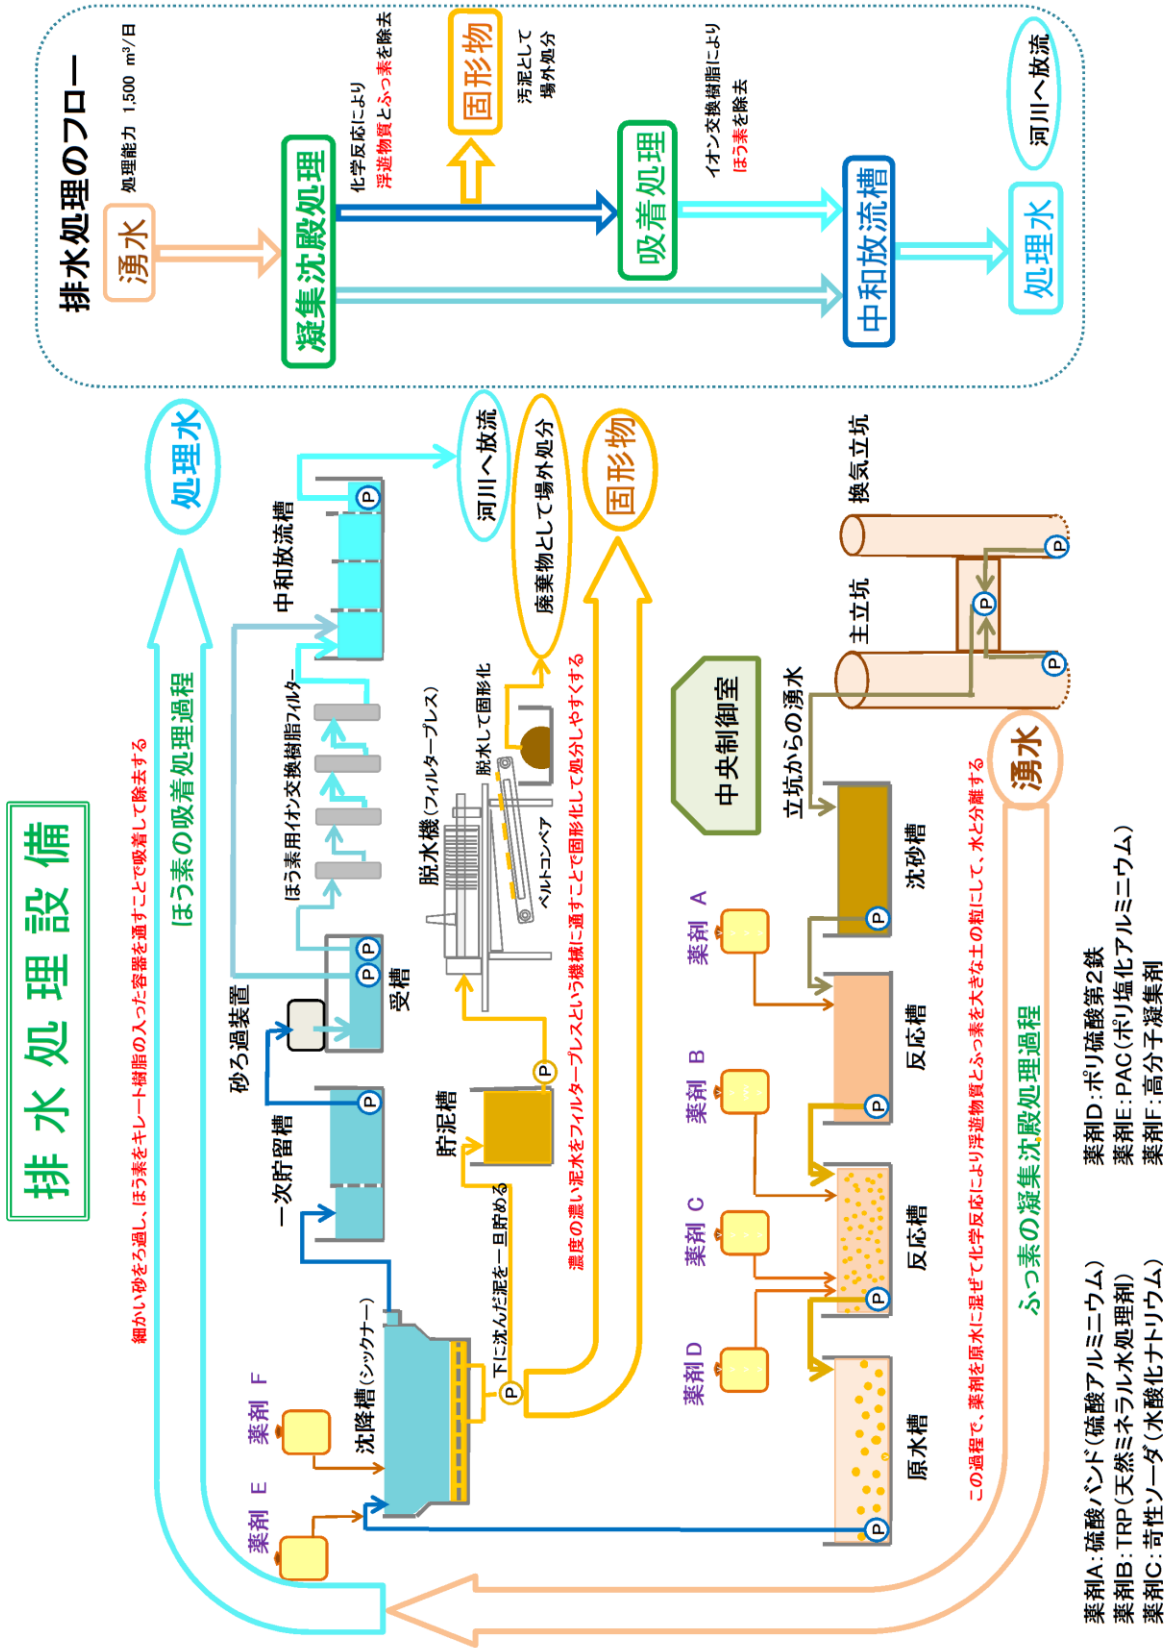 排水処理設備
細かい砂をろ過し、ほう素をキレート樹脂の入った容器を通すことで吸着して除去する
ほう素の吸着処理過程
処理水
薬剤 E
薬剤 F
沈降槽(シックナー)
一次貯留槽
砂ろ過装置
受槽
ほう素用イオン交換樹脂フィルター
中和放流槽
河川へ放流
P
P
P
P
下に沈んだ泥を一旦貯める
P
貯泥槽
P
脱水機(フィルタープレス)
ベルトコンベア
脱水して固形化
廃棄物として場外処分
濃度の濃い泥水をフィルタープレスという機械に通すことで固形化して処分しやすくする
固形物
中央制御室
薬剤D
薬剤 C
薬剤 B
薬剤 A
立坑からの湧水
主立坑
換気立坑
P
P
P
P
P
P
P
原水槽
反応槽
反応槽
沈砂槽
この過程で、薬剤を原水に混ぜて化学反応により浮遊物質とふっ素を大きな土の粒にして、水と分離する
湧水
ふっ素の凝集沈殿処理過程
薬剤A:硫酸バンド(硫酸アルミニウム)
薬剤B:TRP(天然ミネラル水処理剤)
薬剤C:苛性ソーダ(水酸化ナトリウム)
薬剤D:ポリ硫酸第2鉄
薬剤E:PAC(ポリ塩化アルミニウム)
薬剤F:高分子凝集剤
排水処理のフロー
湧水
処理能力 1,500 m³/日
凝集沈殿処理
化学反応により
浮遊物質とふっ素を除去
固形物
汚泥として
場外処分
吸着処理
イオン交換樹脂により
ほう素を除去
中和放流槽
処理水
河川へ放流